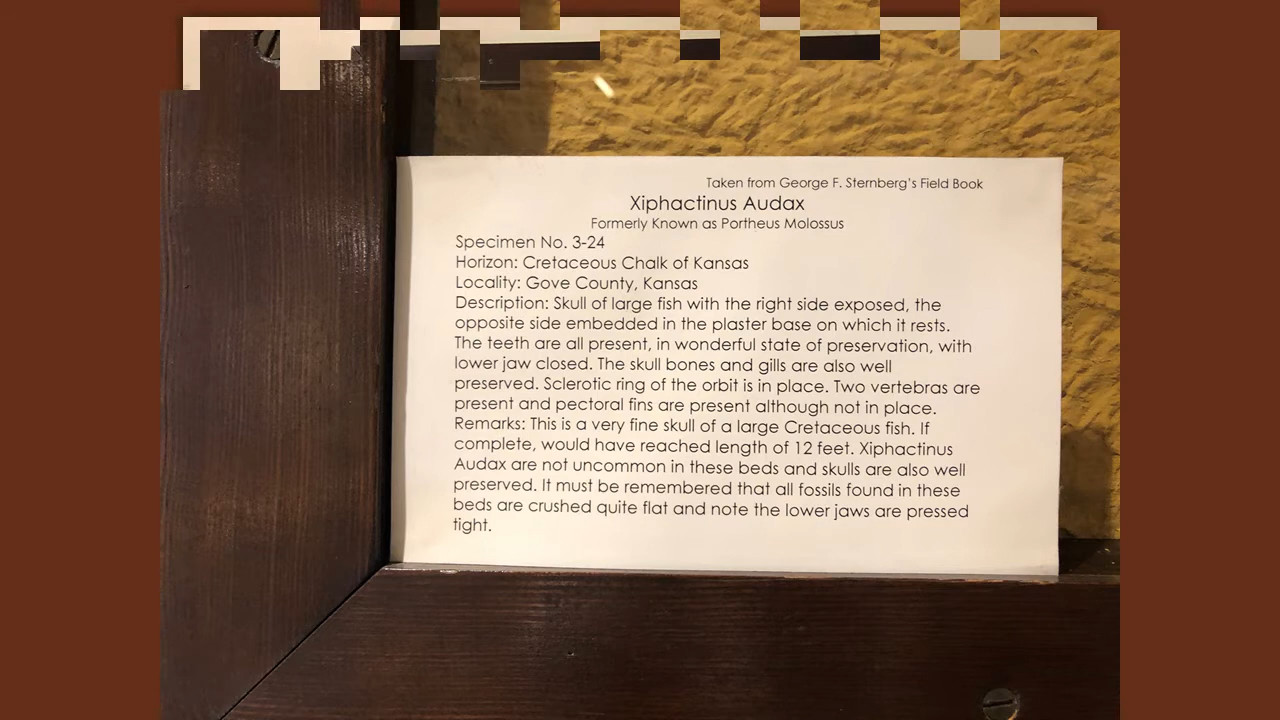 Taken from George F. Sternberg's Field Book
Xiphactinus Audax
Formerly Known as Portheus Molossus
Specimen No. 3-24
Horizon: Cretaceous Chalk of Kansas
Locality: Gove County, Kansas
Description: Skull of large fish with the right side exposed, the
opposite side embedded in the plaster base on which it rests.
The teeth are all present, in wonderful state of preservation, with
lower jaw closed. The skull bones and gills are also well
preserved. Sclerotic ring of the orbit is in place. Two vertebras are
present and pectoral fins are present although not in place.
Remarks: This is a very fine skull of a large Cretaceous fish. If
complete, would have reached length of 12 feet. Xiphactinus
Audax are not uncommon in these beds and skulls are also well
preserved. It must be remembered that all fossils found in these
beds are crushed quite flat and note the lower jaws are pressed
tight.